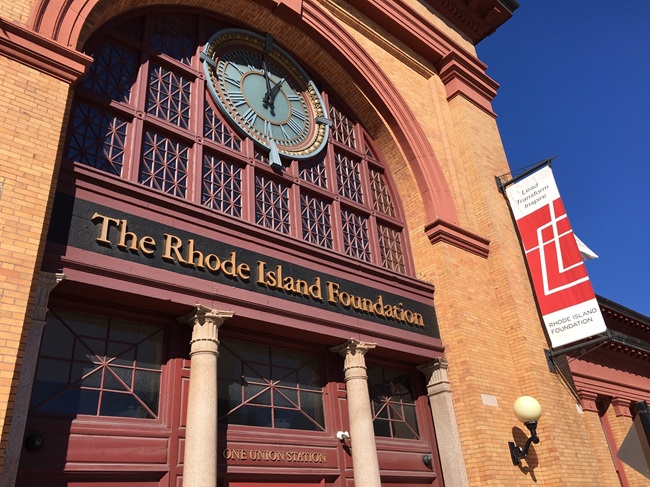 The Rhode Island Foundation
Lead
Transform
Inspire
RHODE ISLAND
FOUNDATION
ONE UNION STATION